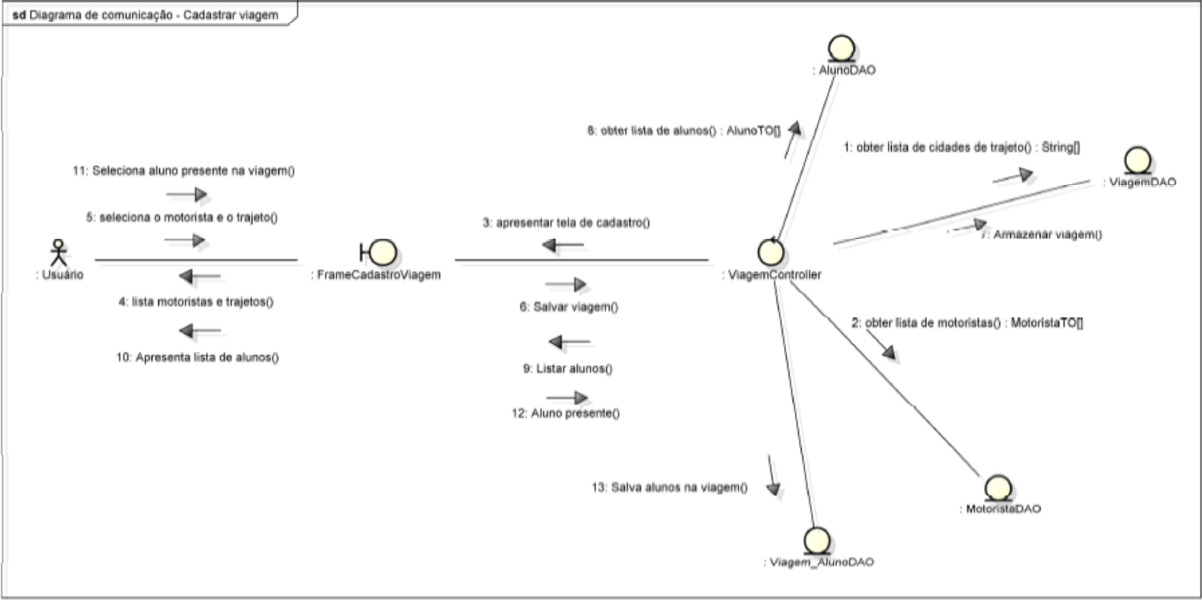 sd Diagrama de comunicação - Cadastrar viagem
: AlunoDAO
8: obter lista de alunos() : AlunoTO[]
1: obter lista de cidades de trajeto() : String[]
: ViagemDAO
7: Armazenar viagem()
11: Seleciona aluno presente na viagem()
5: seleciona o motorista e o trajeto()
3: apresentar tela de cadastro()
: Usuário
: FrameCadastroViagem
: ViagemController
4: lista motoristas e trajetos()
6: Salvar viagem()
2: obter lista de motoristas() : MotoristaTO[]
10: Apresenta lista de alunos()
9: Listar alunos()
12: Aluno presente()
13: Salva alunos na viagem()
: MotoristaDAO
: Viagem_AlunoDAO